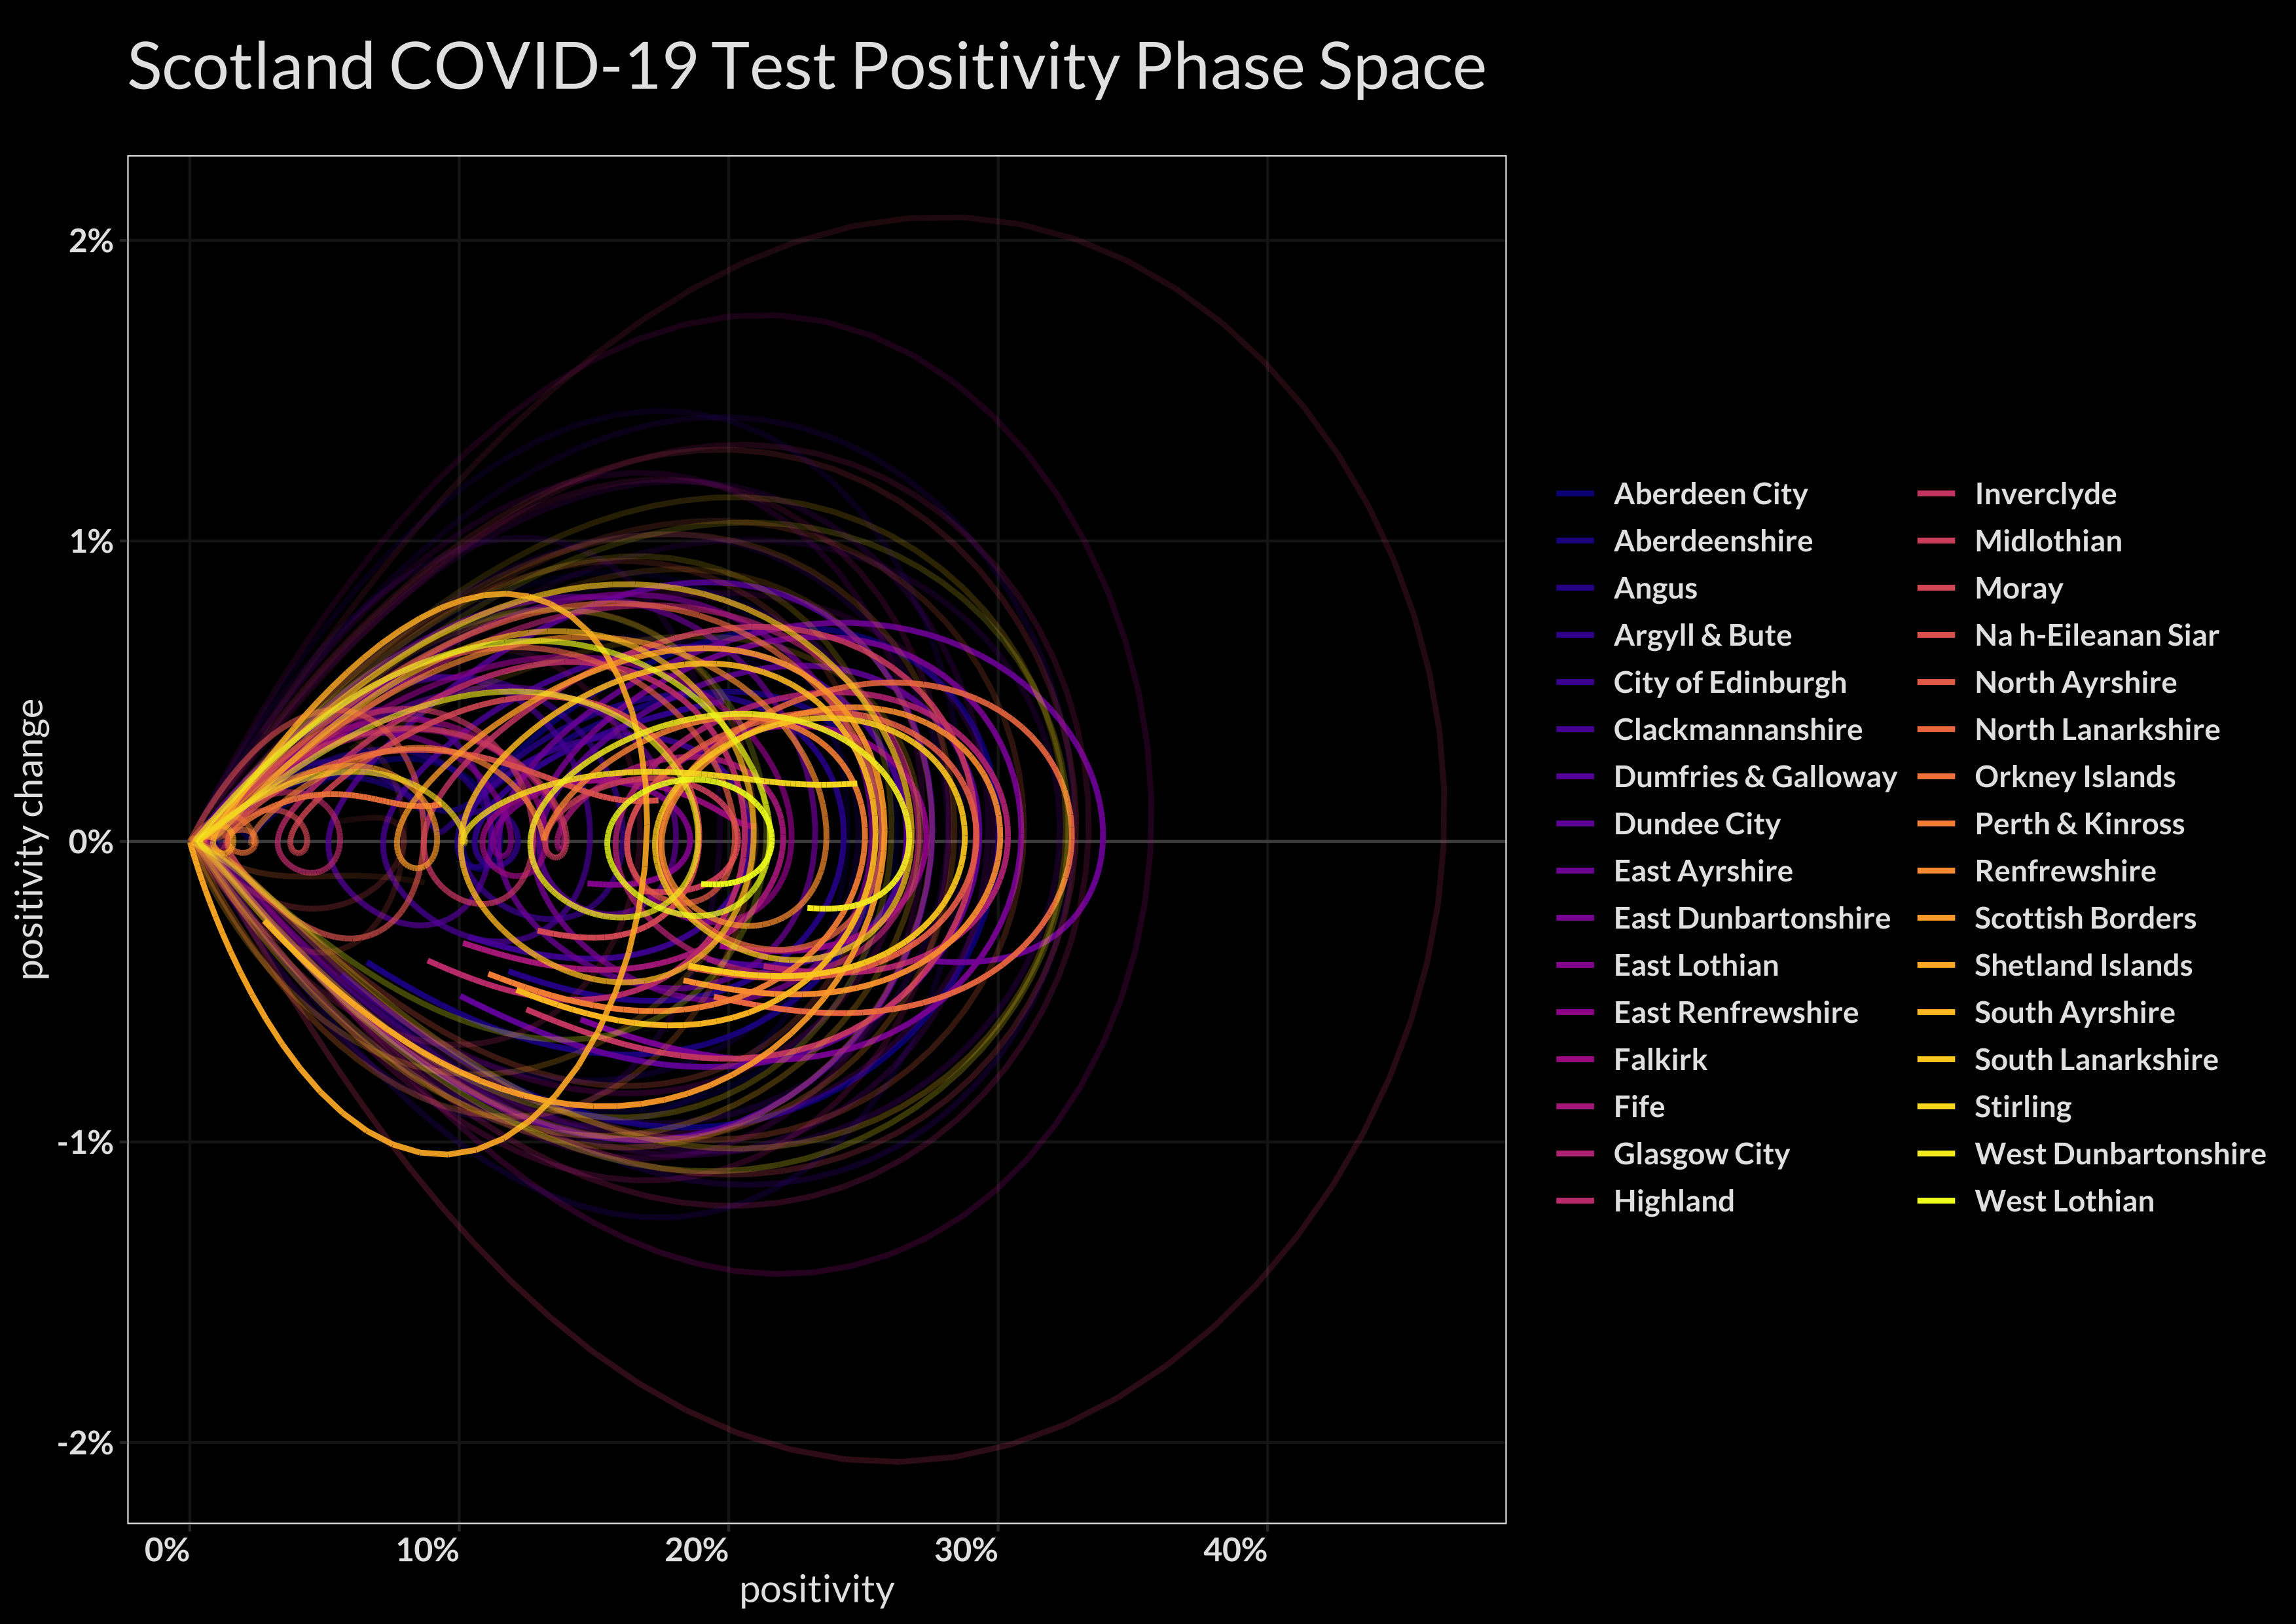 Scotland COVID-19 Test Positivity Phase Space
positivity change
2%
1%
0%
-1%
-2%
0%
10%
20%
30%
40%
positivity
Aberdeen City
Aberdeenshire
Angus
Argyll & Bute
City of Edinburgh
Clackmannanshire
Dumfries & Galloway
Dundee City
East Ayrshire
East Dunbartonshire
East Lothian
East Renfrewshire
Falkirk
Fife
Glasgow City
Highland
Inverclyde
Midlothian
Moray
Na h-Eileanan Siar
North Ayrshire
North Lanarkshire
Orkney Islands
Perth & Kinross
Renfrewshire
Scottish Borders
Shetland Islands
South Ayrshire
South Lanarkshire
Stirling
West Dunbartonshire
West Lothian